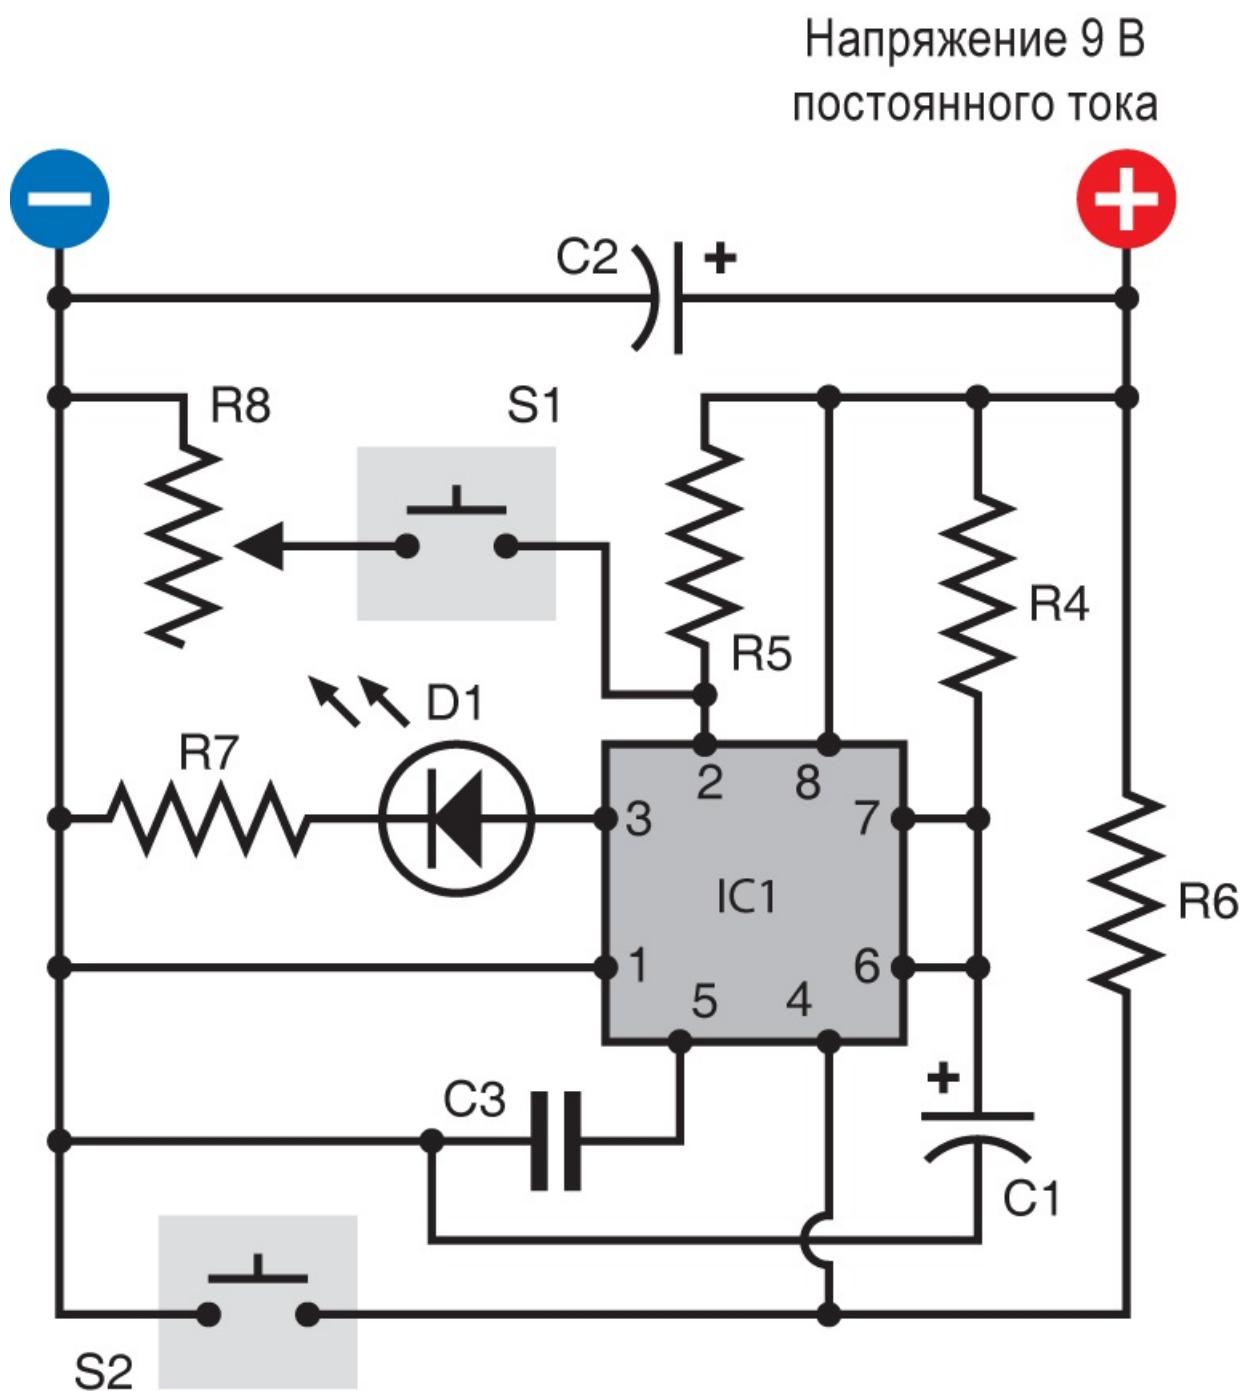 Напряжение 9 В
постоянного тока
C2 +
R8
S1
R4
R5
D1
R7
2 8
3 7
IC1
R6
1 6
5 4
+
C3
C1
S2